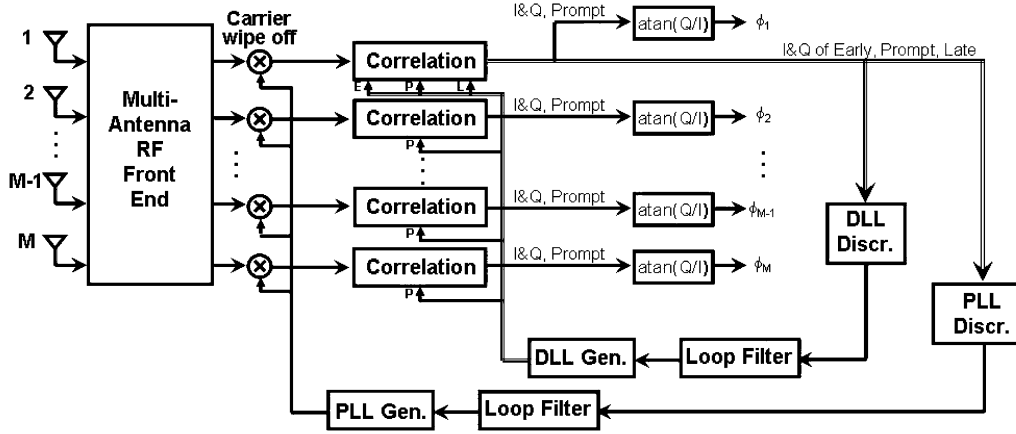 I&Q, Prompt
atan(Q/I)
ϕ1
Carrier
wipe off
1
Correlation
I&Q of Early, Prompt, Late
E
P
L
2
Multi-
Antenna
RF
Front
End
I&Q, Prompt
Correlation
atan(Q/I)
ϕ2
P
M-1
I&Q, Prompt
Correlation
atan(Q/I)
ϕM-1
DLL
Discr.
P
M
I&Q, Prompt
Correlation
atan(Q/I)
ϕM
P
PLL
Discr.
DLL Gen.
Loop Filter
PLL Gen.
Loop Filter